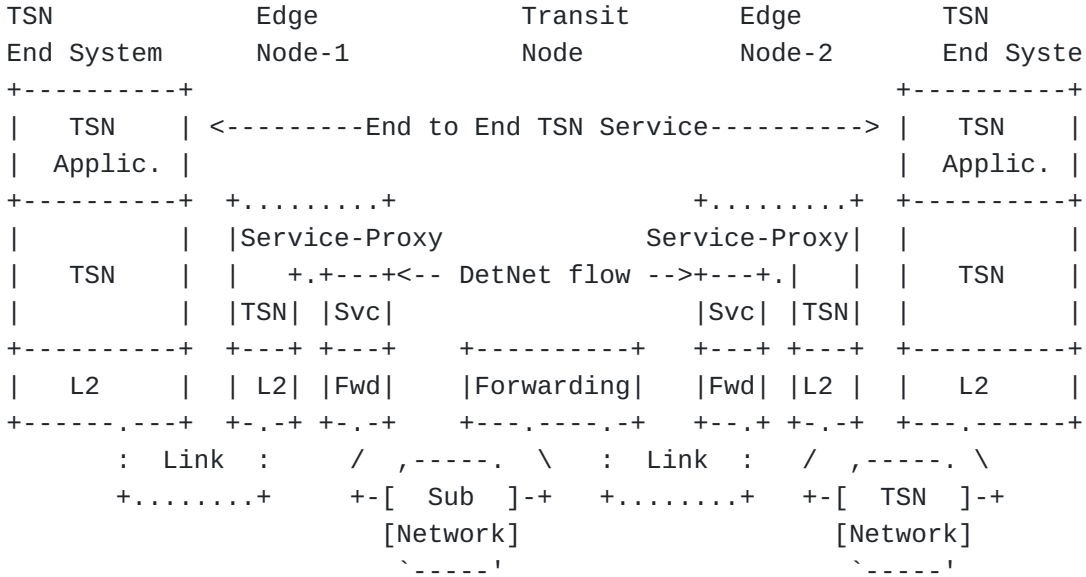 TSN              Edge                Transit       Edge         TSN
End System      Node-1               Node         Node-2       End Syste
+----------+                                             +----------+
|   TSN    | <---------End to End TSN Service----------> |   TSN    |
|  Applic. |                                             |  Applic. |
+----------+  +.........+                   +.........+  +----------+
|          |  |Service-Proxy             Service-Proxy|  |          |
|   TSN    |  |   +.+---+<-- DetNet flow -->+---+.|   |  |   TSN    |
|          |  |TSN| |Svc|                   |Svc| |TSN|  |          |
+----------+  +---+ +---+    +----------+   +---+ +---+  +----------+
|   L2     |  | L2| |Fwd|    |Forwarding|   |Fwd| |L2 |  |   L2     |
+------.---+  +-.-+ +-.-+    +---.----.-+   +--.+ +-.-+  +---.------+
       :  Link  :     /  ,-----.  \   :  Link  :   /  ,-----. \
       +........+     +-[  Sub  ]-+   +........+   +-[  TSN  ]-+
                        [Network]                    [Network]
                         `-----'                      `-----'